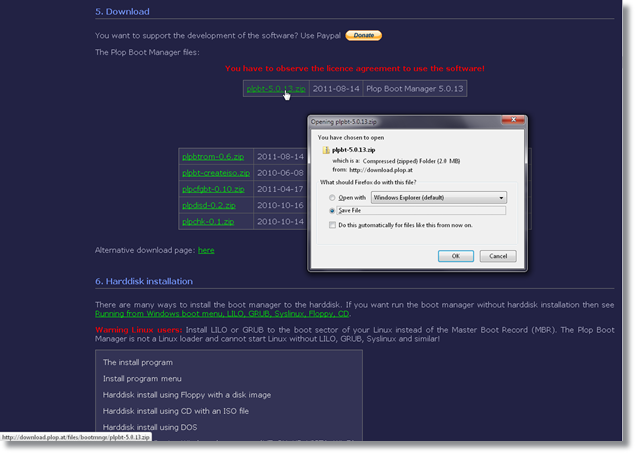 5. Download
You want to support the development of the software? Use Paypal Donate
The Plop Boot Manager files:
You have to observe the licence agreement to use the software!
plpbt-5.0.13.zip 2011-08-14 Plop Boot Manager 5.0.13
Opening plpbt-5.0.13.zip
You have chosen to open
plpbt-5.0.13.zip
which is a: Compressed (zipped) Folder (2.0 MB)
from: http://download.plop.at
What should Firefox do with this file?
Open with Windows Explorer (default)
Save File
Do this automatically for files like this from now on.
OK Cancel
plpbtrom-0.6.zip 2011-08-14
plpbt-createiso.zip 2010-06-08
plpcfgbt-0.10.zip 2011-04-17
plpdisd-0.2.zip 2010-10-16
plpchk-0.1.zip 2010-10-14
Alternative download page: here
6. Harddisk installation
There are many ways to install the boot manager to the harddisk. If you want run the boot manager without harddisk installation then see
Running from Windows boot menu, LILO, GRUB, Syslinux, Floppy, CD.
Warning Linux users: Install LILO or GRUB to the boot sector of your Linux instead of the Master Boot Record (MBR). The Plop Boot
Manager is not a Linux loader and cannot start Linux without LILO, GRUB, Syslinux and similar!
The install program
Install program menu
Harddisk install using Floppy with a disk image
Harddisk install using CD with an ISO file
Harddisk install using DOS
http://download.plop.at/files/bootmngr/plpbt-5.0.13.zip